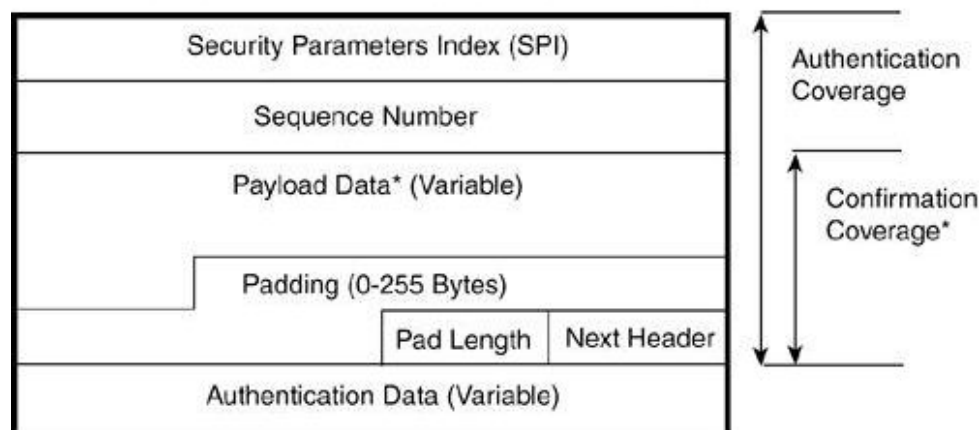 Security Parameters Index (SPI)
Sequence Number
Payload Data* (Variable)
Padding (0-255 Bytes)
Pad Length
Next Header
Authentication Data (Variable)
Authentication
Coverage
Confirmation
Coverage*